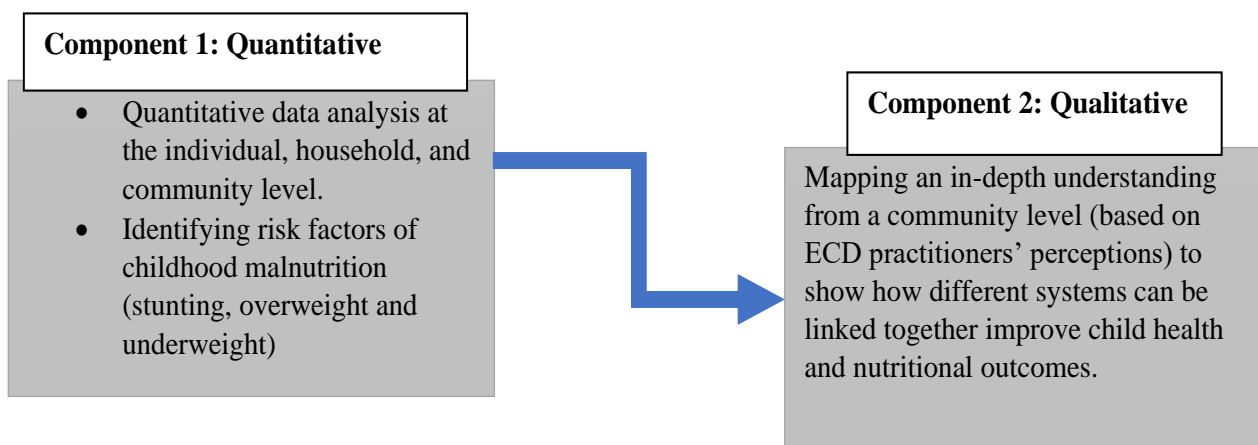 Component 1: Quantitative
• Quantitative data analysis at
the individual, household, and
community level.
• Identifying risk factors of
childhood malnutrition
(stunting, overweight and
underweight)
Component 2: Qualitative
Mapping an in-depth understanding
from a community level (based on
ECD practitioners’ perceptions) to
show how different systems can be
linked together improve child health
and nutritional outcomes.